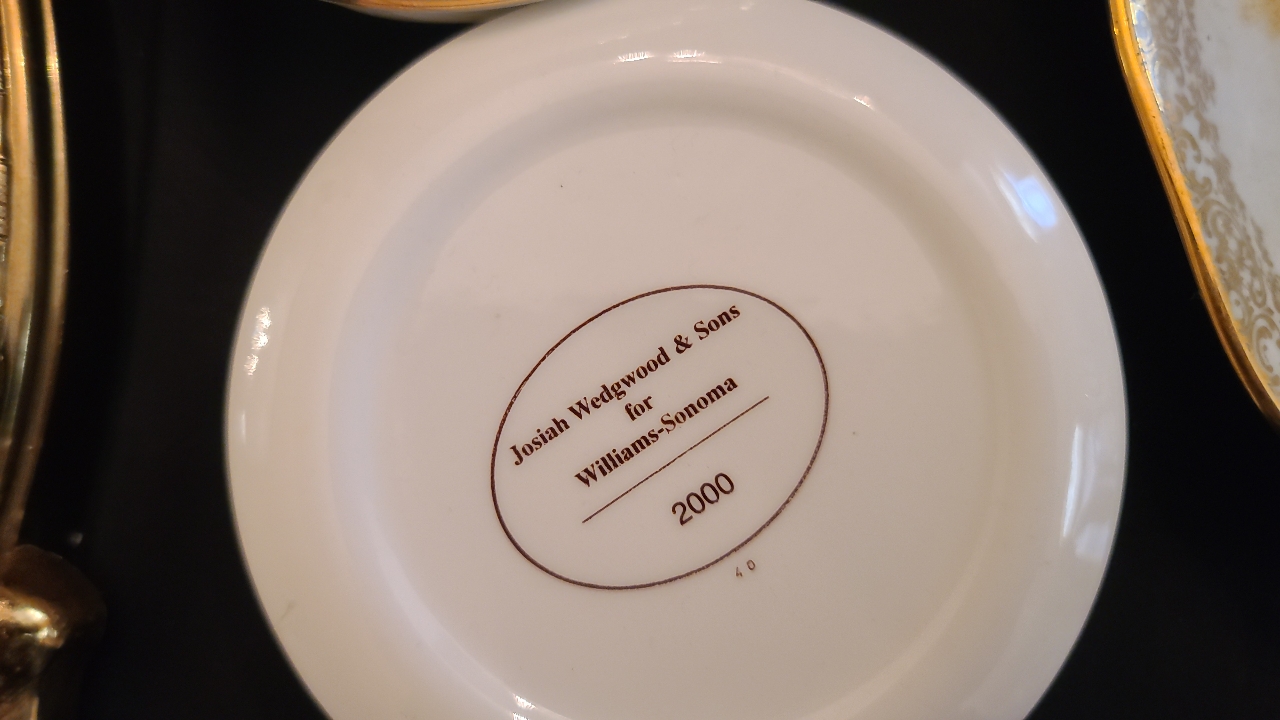 Josiah Wedgwood & Sons
for
Williams-Sonoma
2000
40